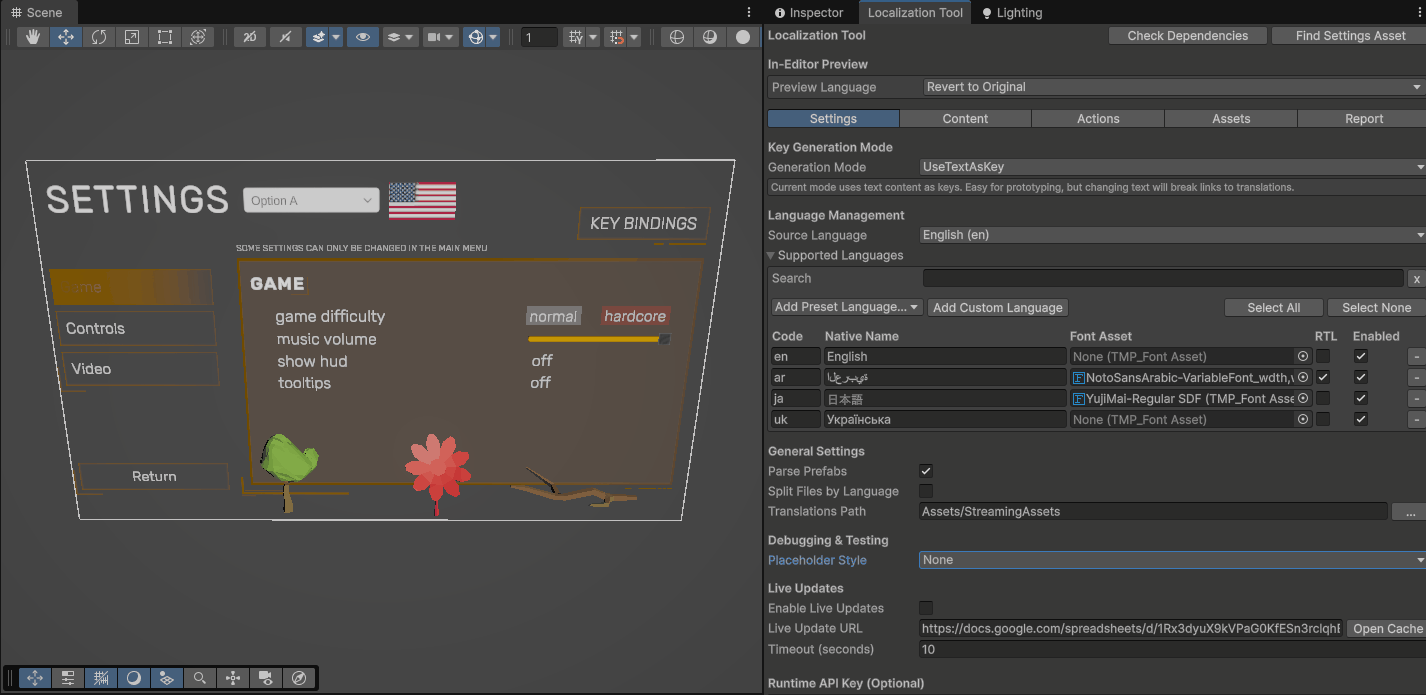 Scene
Inspector
Localization Tool
Lighting
2D
1
Localization Tool
Check Dependencies
Find Settings Asset
In-Editor Preview
Preview Language
Revert to Original
Settings
Content
Actions
Assets
Report
Key Generation Mode
Generation Mode
UseTextAsKey
Current mode uses text content as keys. Easy for prototyping, but changing text will break links to translations.
Language Management
Source Language
English (en)
Supported Languages
Search
x
Add Preset Language...
Add Custom Language
Select All
Select None
Code
Native Name
Font Asset
RTL
Enabled
en
English
None (TMP_Font Asset)
-
ar
العربية
NotoSansArabic-VariableFont_wdth,
-
ja
日本語
YujiMai-Regular SDF (TMP_Font Asse
-
uk
Українська
None (TMP_Font Asset)
-
General Settings
Parse Prefabs
Split Files by Language
Translations Path
Assets/StreamingAssets
...
Debugging & Testing
Placeholder Style
None
Live Updates
Enable Live Updates
Live Update URL
Open Cache
Timeout (seconds)
10
Runtime API Key (Optional)
SETTINGS
Option A
KEY BINDINGS
SOME SETTINGS CAN ONLY BE CHANGED IN THE MAIN MENU
Controls
Video
Return
GAME
game difficulty
normal
hardcore
music volume
show hud
off
tooltips
off